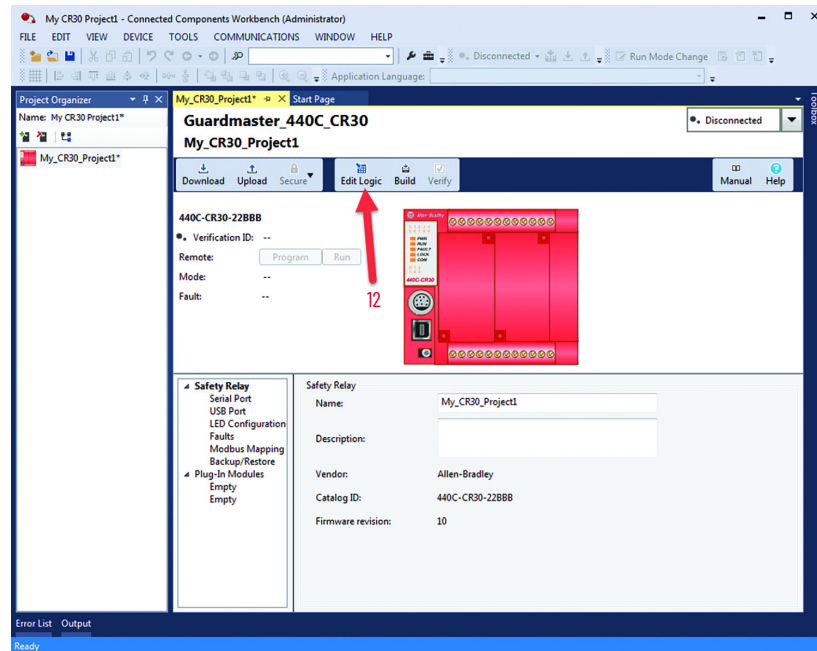 My CR30 Project1 - Connected Components Workbench (Administrator)
FILE EDIT VIEW DEVICE TOOLS COMMUNICATIONS WINDOW HELP
Disconnected
Run Mode Change
Application Language:
Project Organizer
Name: My CR30 Project1*
My_CR30_Project1*
My_CR30_Project1*
Start Page
Toolbox
Guardmaster_440C_CR30
My_CR30_Project1
Disconnected
Download Upload Secure Edit Logic Build Verify Manual Help
440C-CR30-22BBB
Verification ID: --
Remote: Program Run
Mode: --
Fault: --
12
Allen-Bradley
PWR
RUN
FAULT
LOCK
COM
440C-CR30
Safety Relay
Serial Port
USB Port
LED Configuration
Faults
Modbus Mapping
Backup/Restore
Plug-In Modules
Empty
Empty
Safety Relay
Name: My_CR30_Project1
Description:
Vendor: Allen-Bradley
Catalog ID: 440C-CR30-22BBB
Firmware revision: 10
Error List Output
Ready